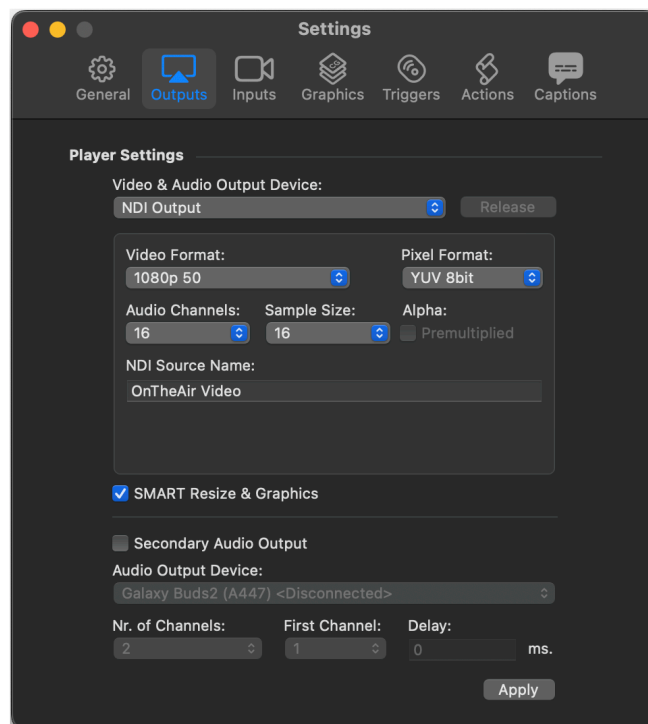 Settings
General Outputs Inputs Graphics Triggers Actions Captions
Player Settings
Video & Audio Output Device:
NDI Output Release
Video Format: Pixel Format:
1080p 50 YUV 8bit
Audio Channels: Sample Size: Alpha:
16 16 Premultiplied
NDI Source Name:
OnTheAir Video
SMART Resize & Graphics
Secondary Audio Output
Audio Output Device:
Galaxy Buds2 (A447) <Disconnected>
Nr. of Channels: First Channel: Delay:
2 1 0 ms.
Apply